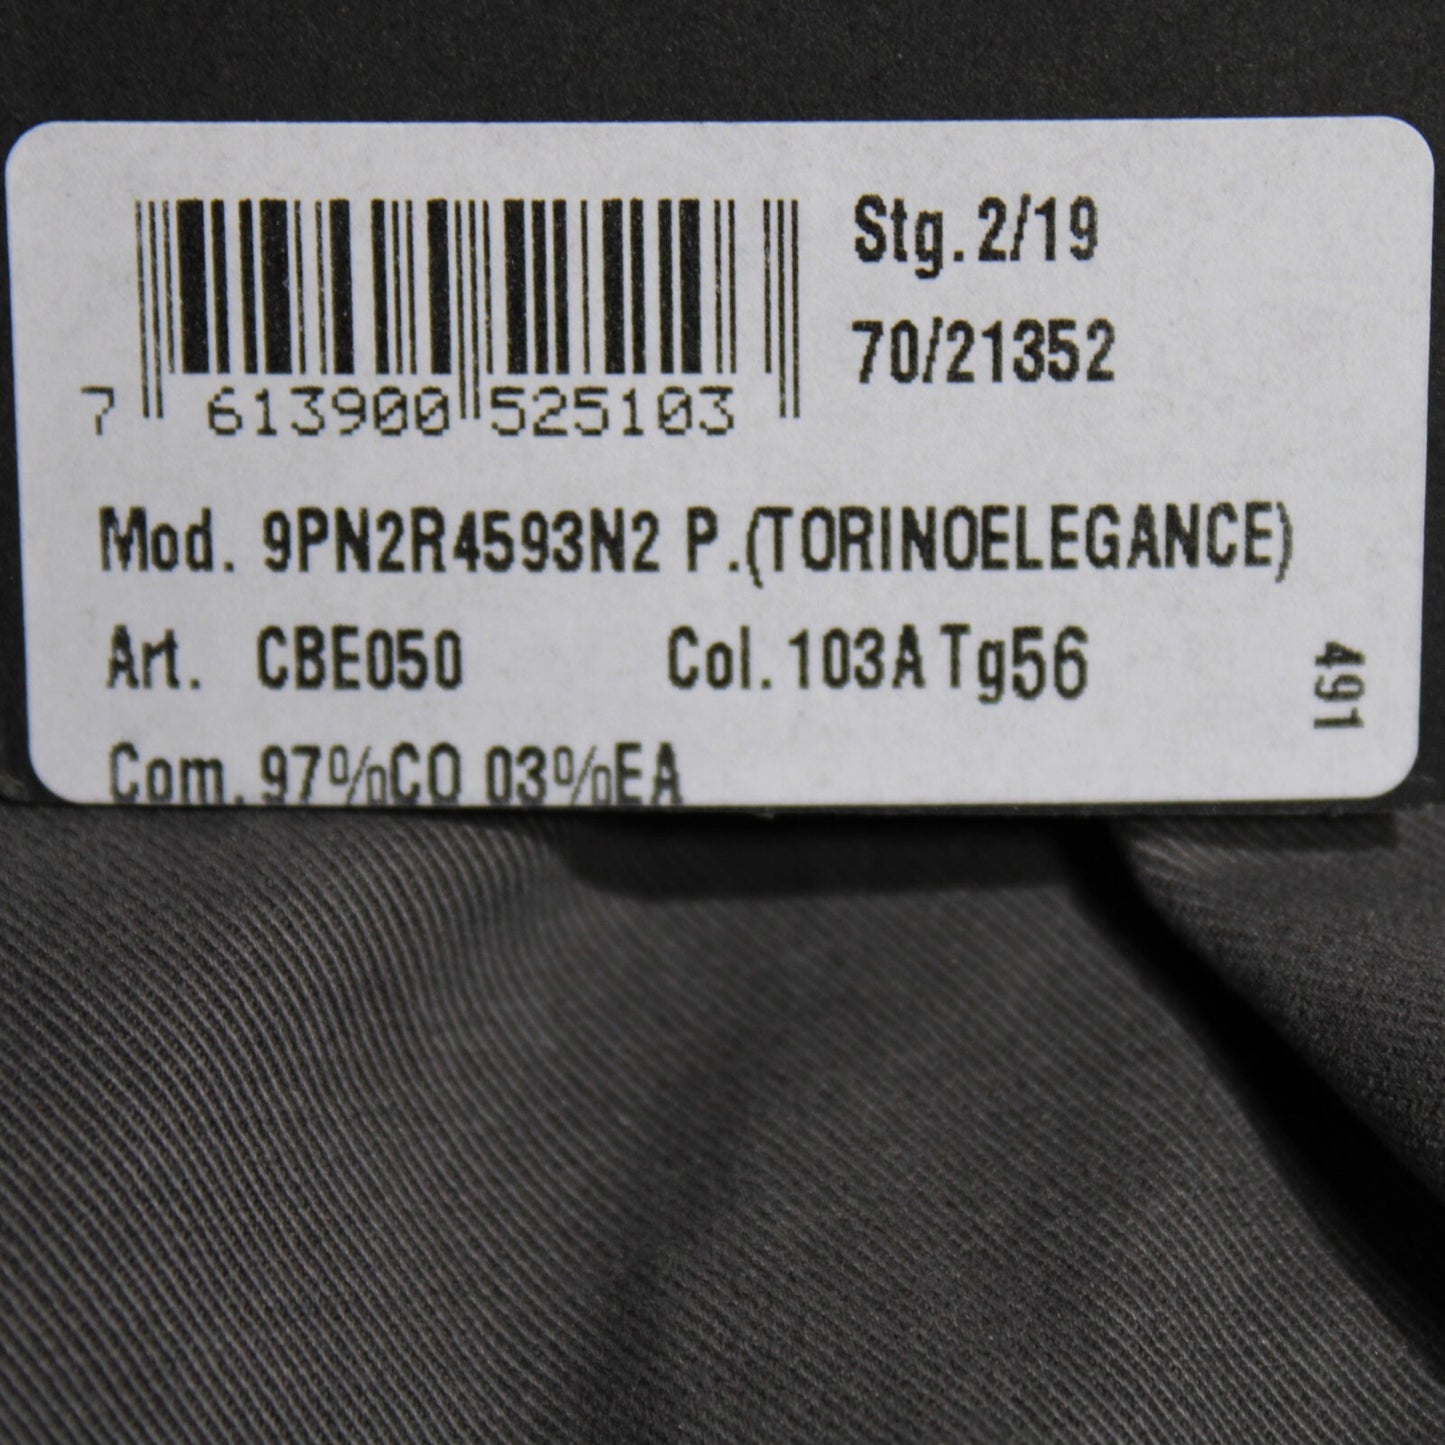 Stg.2/19
70/21352
7 613900 525103
Mod. 9PN2R4593N2 P.(TORINOELEGANCE)
Art. CBE050 Col.103A Tg56
491
Com.97%CO 03%EA